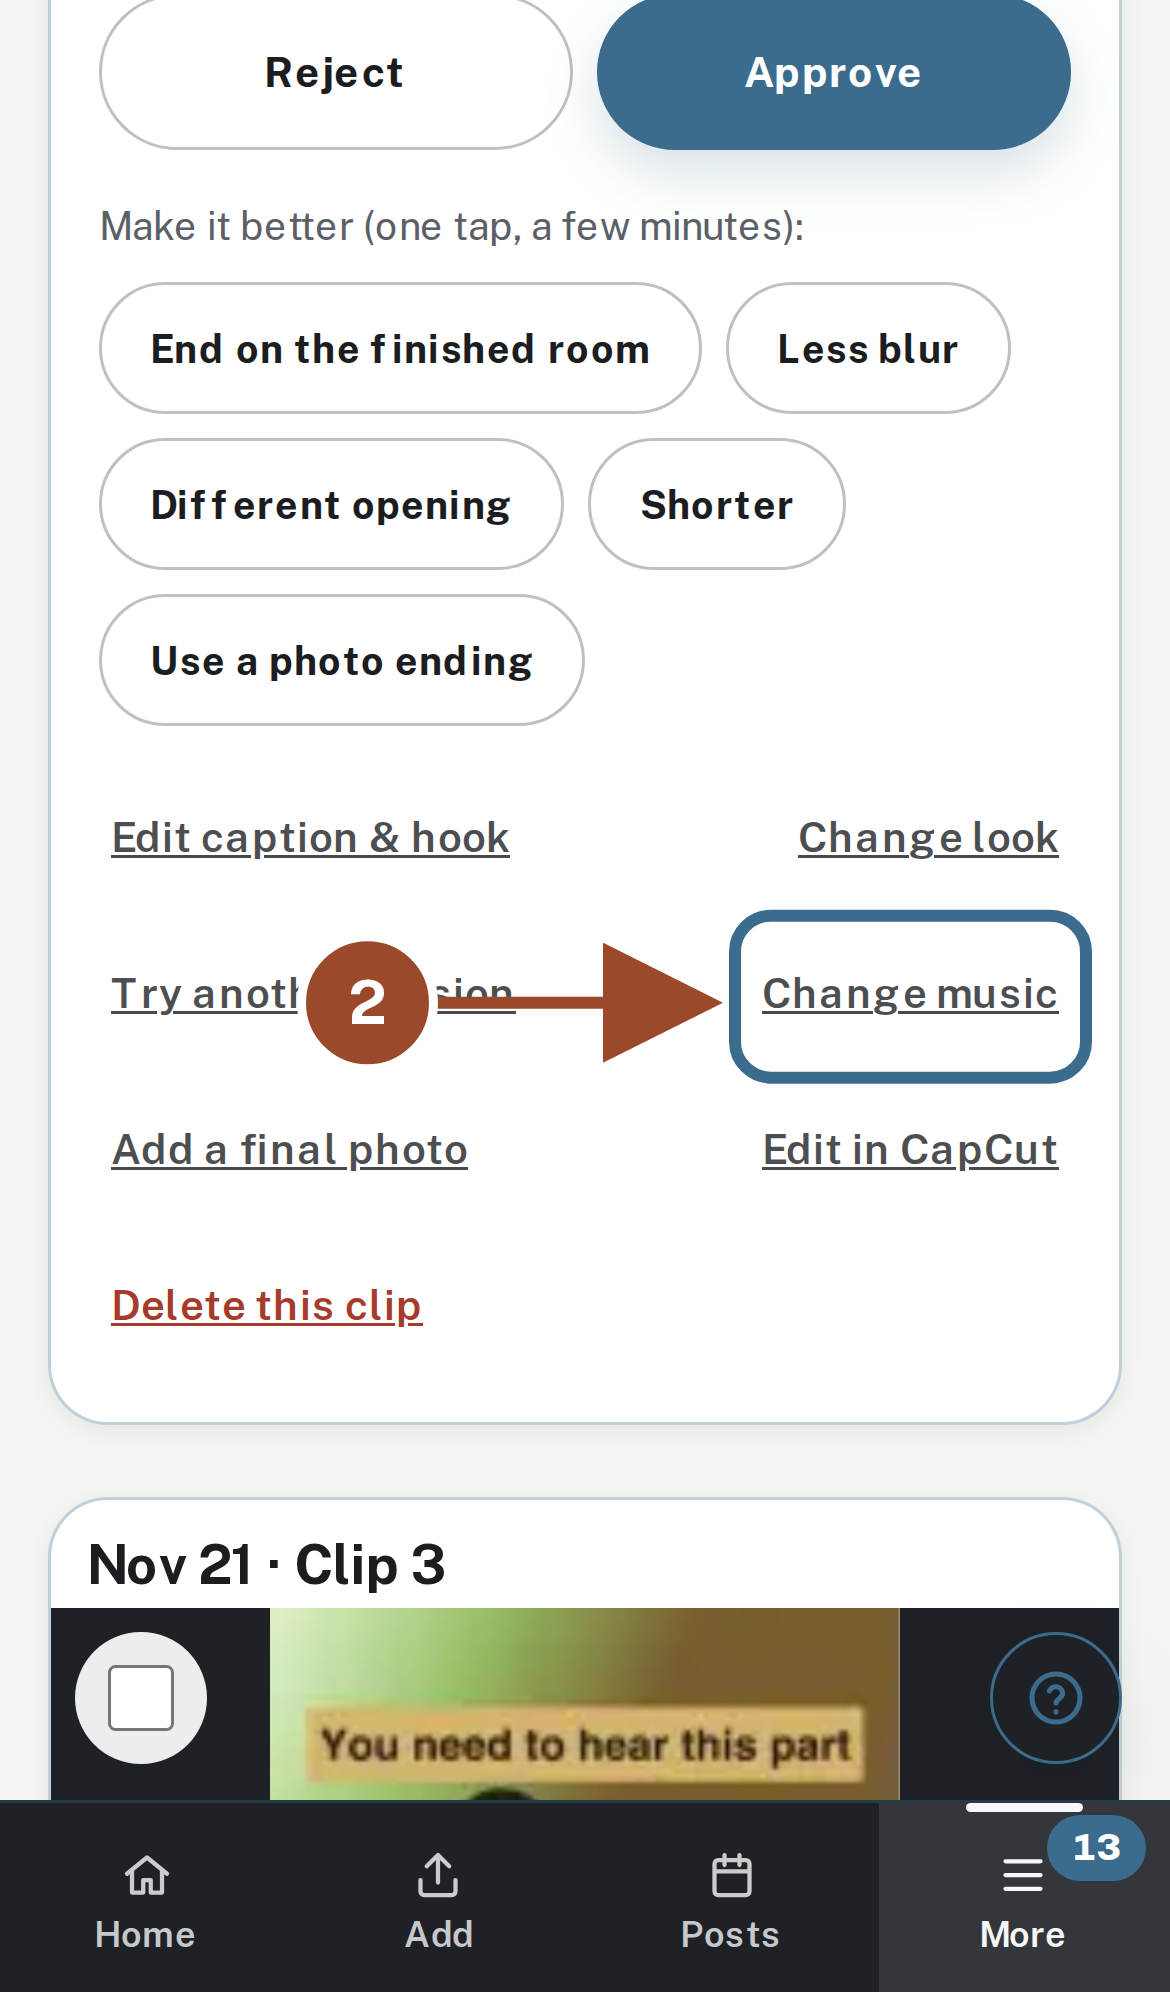 Reject
Approve
Make it better (one tap, a few minutes):
End on the finished room
Less blur
Different opening
Shorter
Use a photo ending
Edit caption & hook
Change look
Try
2
Change music
Add a final photo
Edit in CapCut
Delete this clip
Nov 21 · Clip 3
You need to hear this part
13
Home
Add
Posts
More